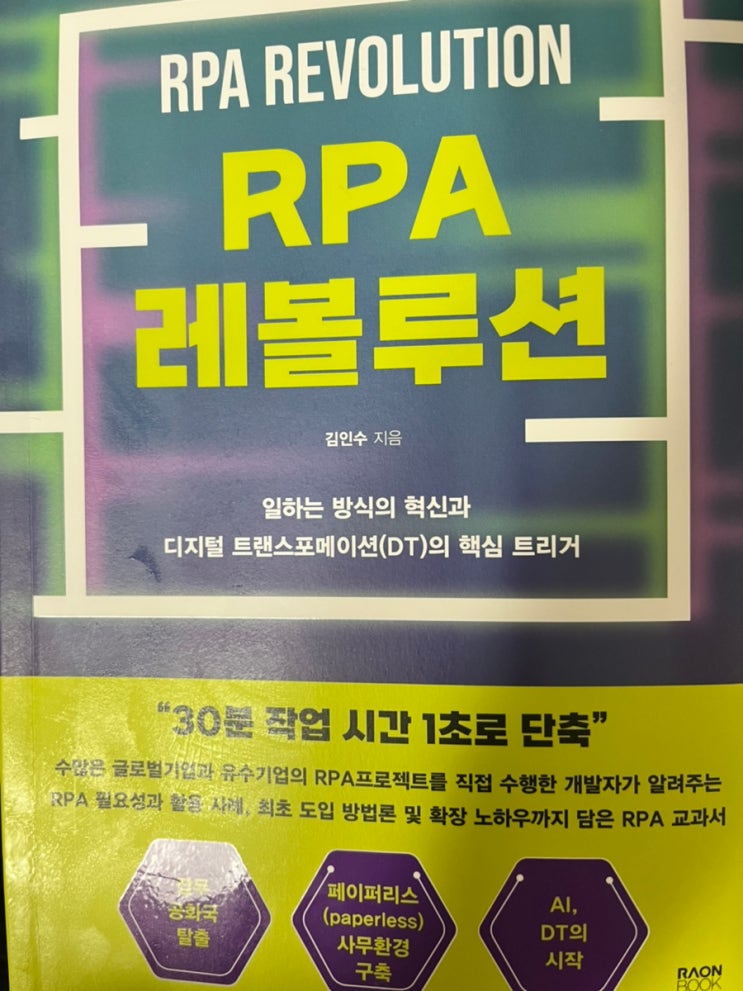 RPA REVOLUTION
RPA
레볼루션
김인수 지음
일하는 방식의 혁신과
디지털 트랜스포메이션(DT)의 핵심 트리거
“30분 작업 시간 1초로 단축”
수많은 글로벌기업과 유수기업의 RPA프로젝트를 직접 수행한 개발자가 알려주는
RPA 필요성과 활용 사례, 최초 도입 방법론 및 확장 노하우까지 담은 RPA 교과서
공화국
탈출
페이퍼리스
(paperless)
사무환경
구축
AI,
DT의
시작
RAON
BOOK